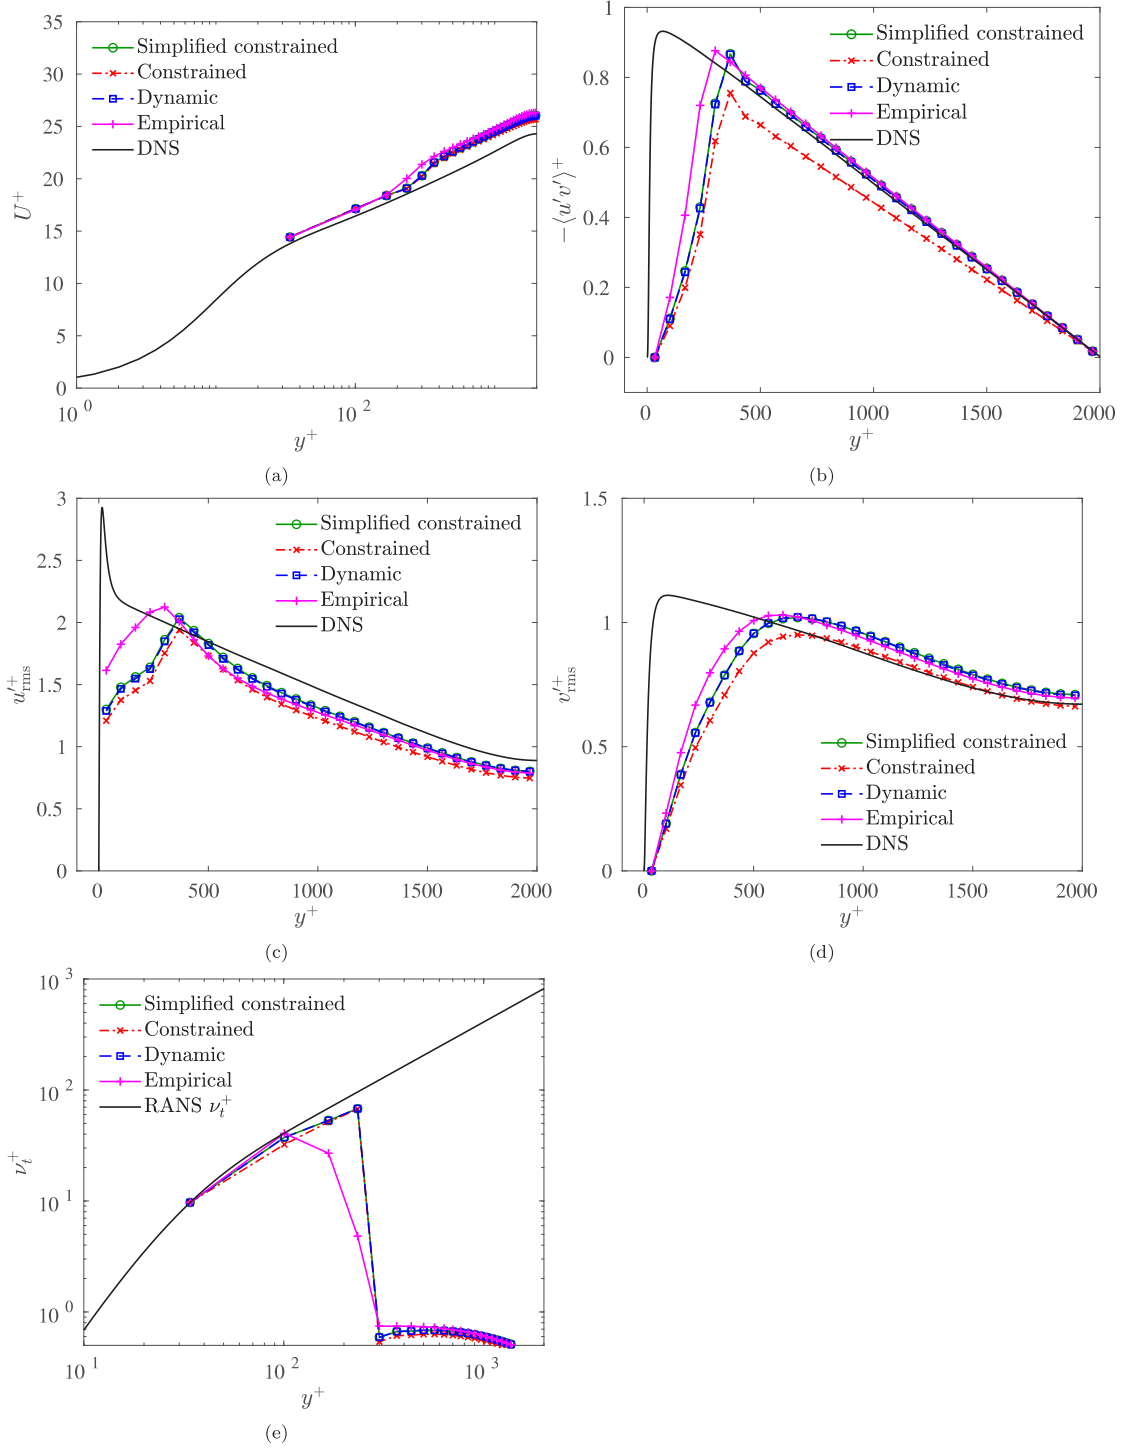 35
30
25
20
15
10
5
0
10^0
10^2
U^+
y^+
Simplified constrained
Constrained
Dynamic
Empirical
DNS
(a)
1
0.8
0.6
0.4
0.2
0
0
500
1000
1500
2000
−⟨u′v′⟩^+
y^+
Simplified constrained
Constrained
Dynamic
Empirical
DNS
(b)
3
2.5
2
1.5
1
0.5
0
0
500
1000
1500
2000
u′^+_rms
y^+
Simplified constrained
Constrained
Dynamic
Empirical
DNS
(c)
1.5
1
0.5
0
0
500
1000
1500
2000
v′^+_rms
y^+
Simplified constrained
Constrained
Dynamic
Empirical
DNS
(d)
10^3
10^2
10^1
10^0
10^1
10^2
10^3
ν_t^+
y^+
Simplified constrained
Constrained
Dynamic
Empirical
RANS ν_t^+
(e)